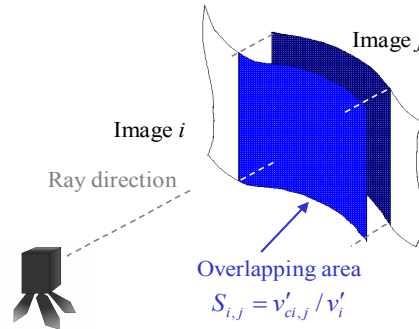 Image j
Image i
Ray direction
Overlapping area
S_{i,j} = v'_{ci,j} / v'_i